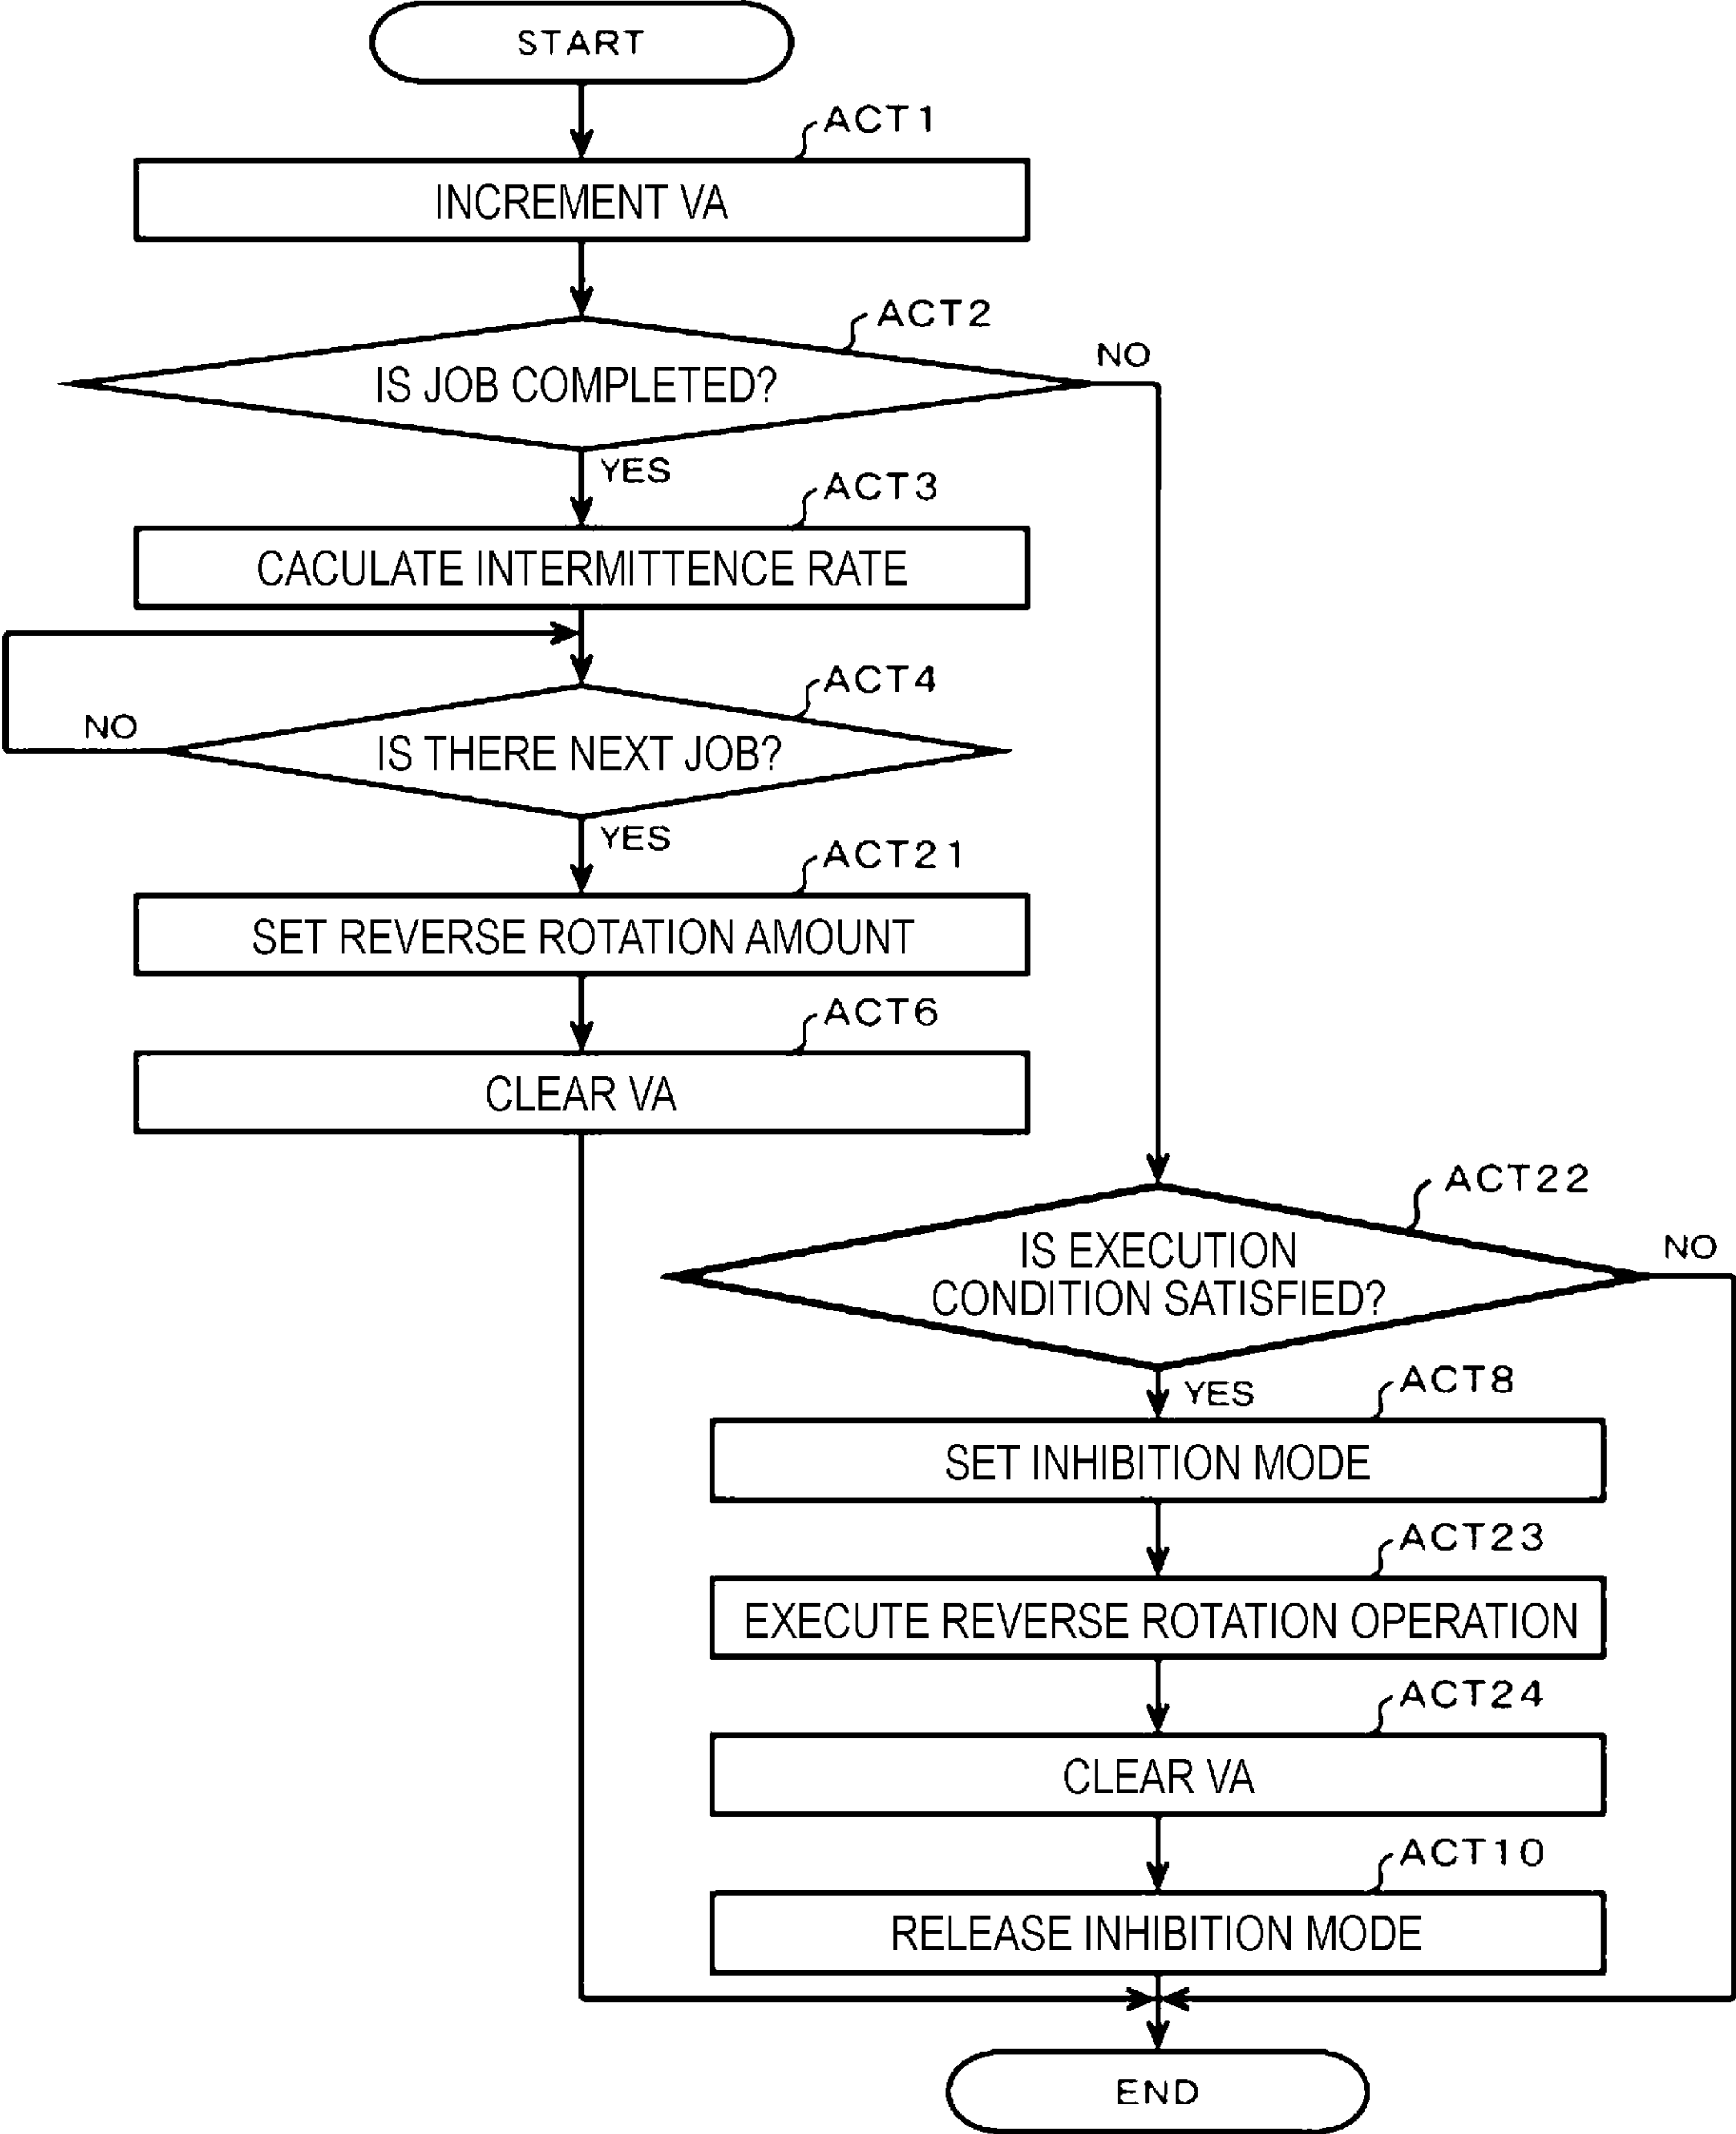 START
ACT1
INCREMENT VA
ACT2
IS JOB COMPLETED?
NO
YES
ACT3
CACULATE INTERMITTENCE RATE
ACT4
NO
IS THERE NEXT JOB?
YES
ACT21
SET REVERSE ROTATION AMOUNT
ACT6
CLEAR VA
ACT22
IS EXECUTION
CONDITION SATISFIED?
NO
YES
ACT8
SET INHIBITION MODE
ACT23
EXECUTE REVERSE ROTATION OPERATION
ACT24
CLEAR VA
ACT10
RELEASE INHIBITION MODE
END